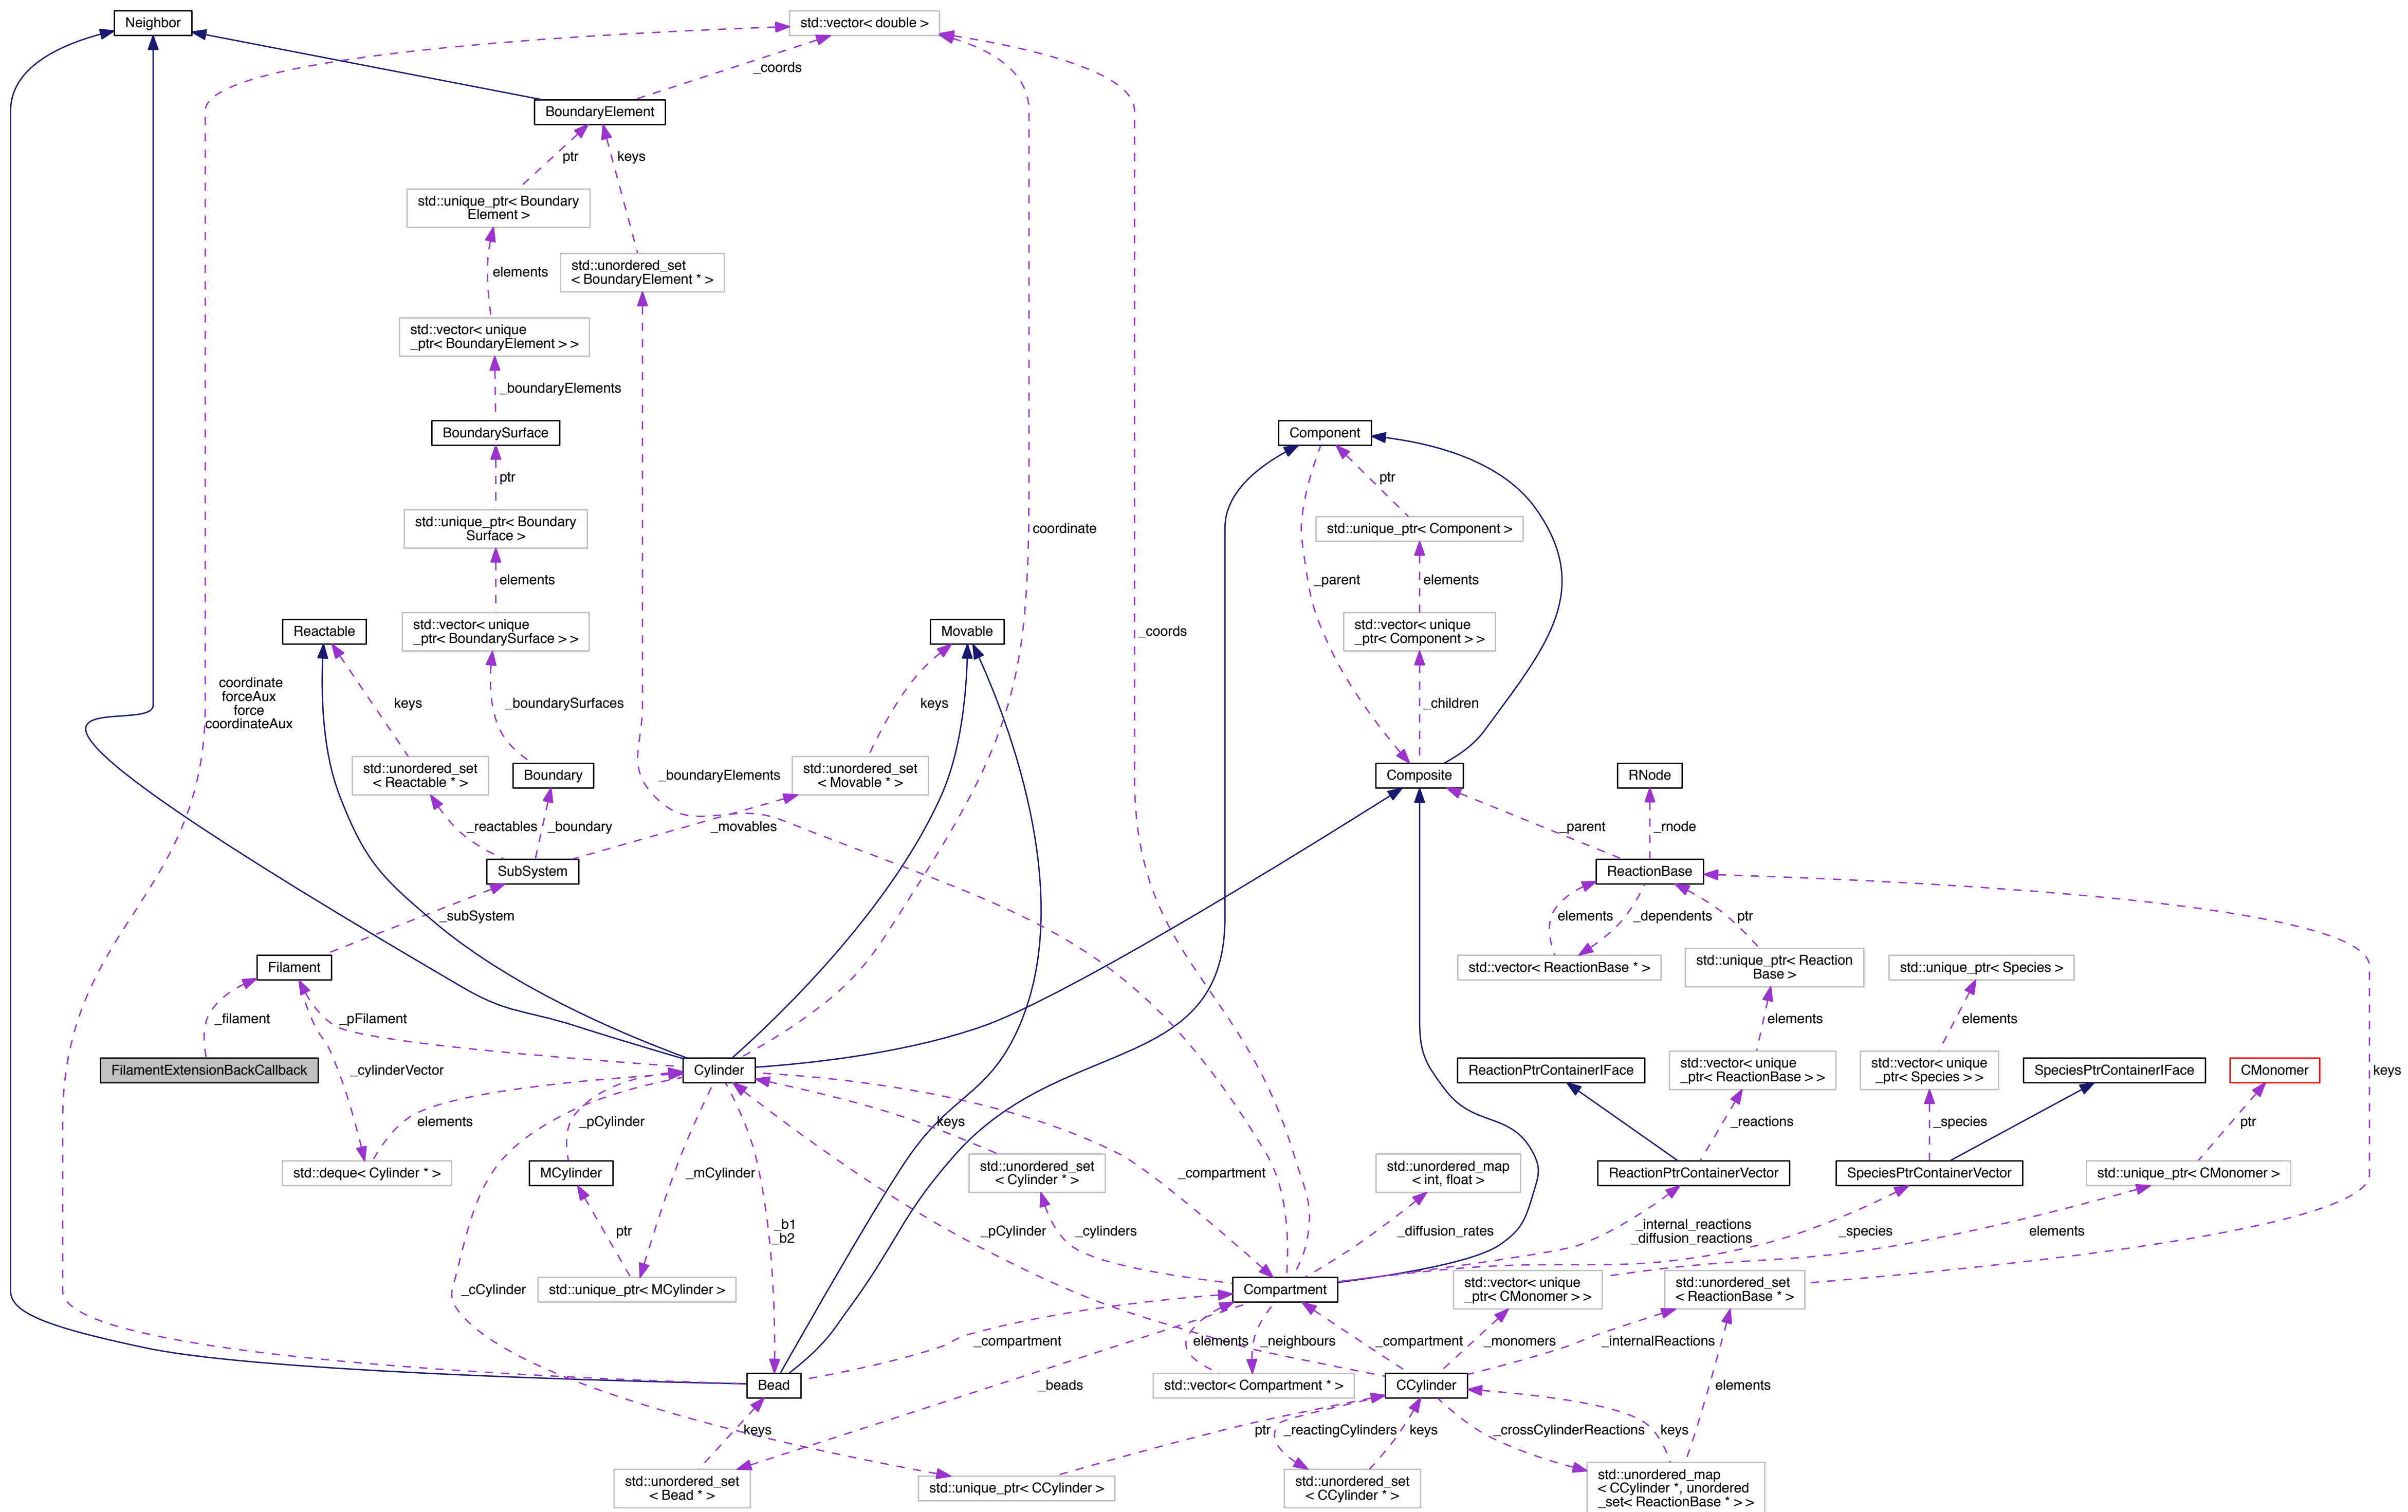 Neighbor
std::vector< double >
_coords
BoundaryElement
ptr
keys
std::unique_ptr< Boundary
Element >
std::unordered_set
< BoundaryElement * >
elements
std::vector< unique
_ptr< BoundaryElement > >
_boundaryElements
BoundarySurface
Component
ptr
ptr
std::unique_ptr< Boundary
Surface >
coordinate
std::unique_ptr< Component >
elements
_parent
elements
Reactable
std::vector< unique
_ptr< BoundarySurface > >
Movable
_coords
std::vector< unique
_ptr< Component > >
coordinate
forceAux
force
coordinateAux
keys
_boundarySurfaces
keys
_children
std::unordered_set
< Reactable * >
Boundary
_boundaryElements
std::unordered_set
< Movable * >
Composite
RNode
_reactables
_boundary
_movables
_parent
_rnode
SubSystem
ReactionBase
_subSystem
elements
_dependents
ptr
Filament
std::vector< ReactionBase * >
std::unique_ptr< Reaction
Base >
std::unique_ptr< Species >
_filament
_pFilament
elements
elements
FilamentExtensionBackCallback
Cylinder
ReactionPtrContainerIFace
std::vector< unique
_ptr< ReactionBase > >
std::vector< unique
_ptr< Species > >
SpeciesPtrContainerIFace
CMonomer
keys
_cylinderVector
elements
_pCylinder
keys
_reactions
_species
ptr
std::deque< Cylinder * >
MCylinder
_mCylinder
std::unordered_set
< Cylinder * >
_compartment
std::unordered_map
< int, float >
ReactionPtrContainerVector
SpeciesPtrContainerVector
std::unique_ptr< CMonomer >
ptr
_b1
_b2
_pCylinder
_cylinders
_diffusion_rates
_internal_reactions
_diffusion_reactions
_species
elements
_cCylinder
std::unique_ptr< MCylinder >
Compartment
std::vector< unique
_ptr< CMonomer > >
std::unordered_set
< ReactionBase * >
_compartment
elements
_neighbours
_compartment
_monomers
_internalReactions
Bead
_beads
std::vector< Compartment * >
CCylinder
elements
keys
ptr
_reactingCylinders
keys
_crossCylinderReactions
keys
std::unordered_set
< Bead * >
std::unique_ptr< CCylinder >
std::unordered_set
< CCylinder * >
std::unordered_map
< CCylinder *, unordered
_set< ReactionBase * > >